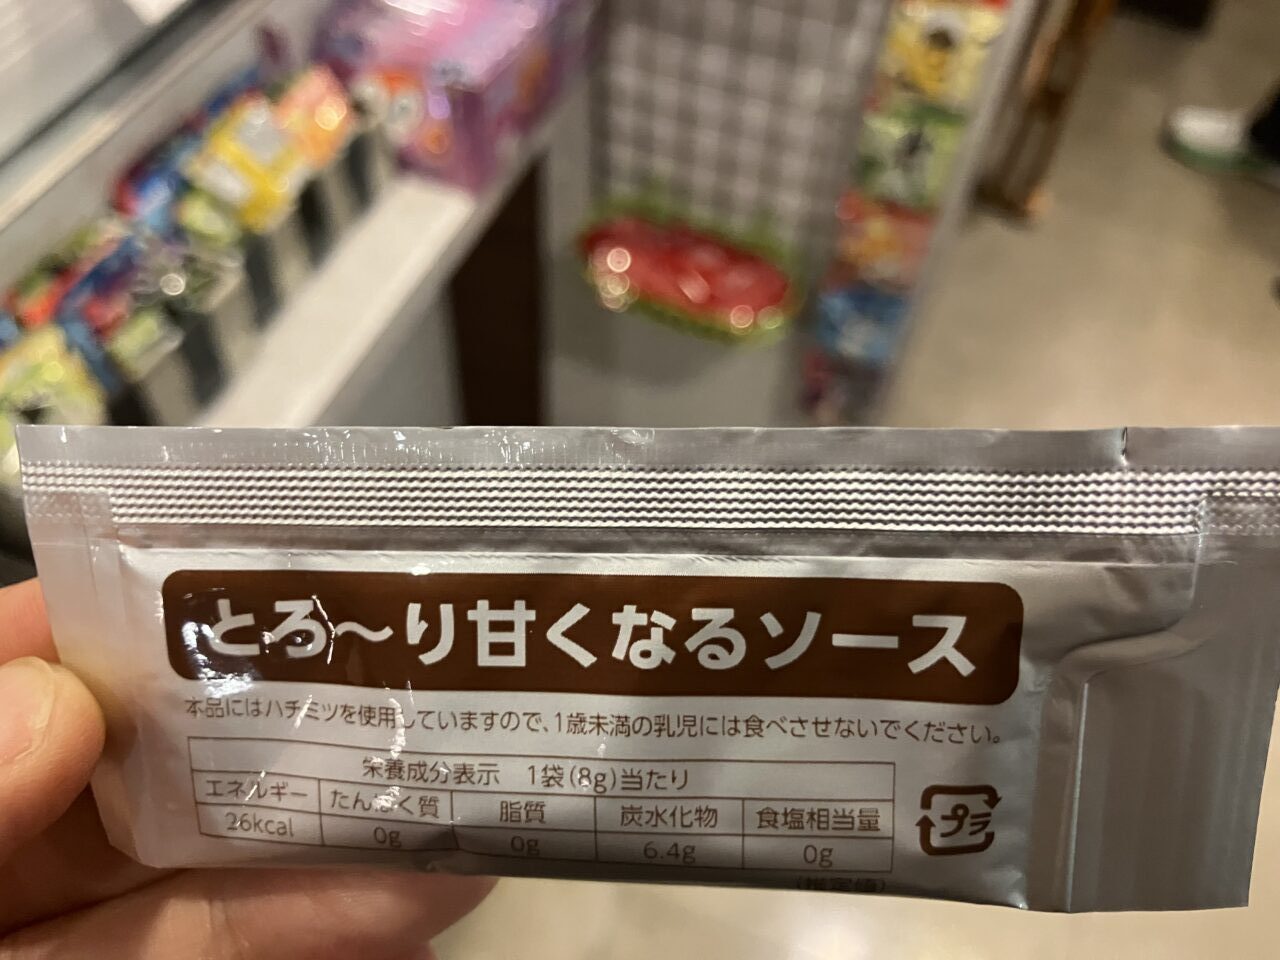 とろ〜り甘くなるソース
本品にはハチミツを使用していますので、1歳未満の乳児には食べさせないでください。
栄養成分表示 1袋(8g)当たり
エネルギー たんぱく質 脂質 炭水化物 食塩相当量
26kcal 0g 0g 6.4g 0g
(推定値)
プラ